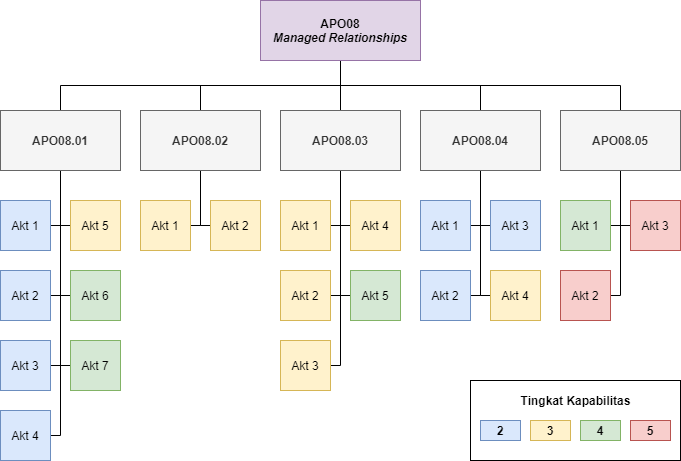 APO08
Managed Relationships
APO08.01
APO08.02
APO08.03
APO08.04
APO08.05
Akt 1
Akt 5
Akt 1
Akt 2
Akt 1
Akt 4
Akt 1
Akt 3
Akt 1
Akt 3
Akt 2
Akt 6
Akt 2
Akt 5
Akt 2
Akt 4
Akt 2
Akt 3
Akt 7
Akt 3
Akt 4
Tingkat Kapabilitas
2
3
4
5